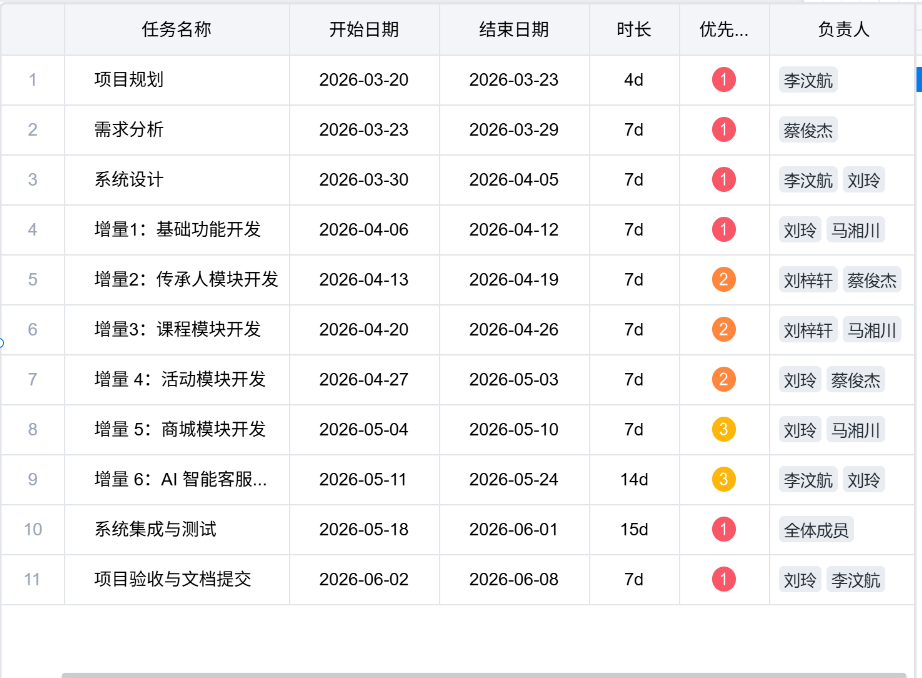 任务名称 开始日期 结束日期 时长 优先... 负责人
1 项目规划 2026-03-20 2026-03-23 4d 1 李汶航
2 需求分析 2026-03-23 2026-03-29 7d 1 蔡俊杰
3 系统设计 2026-03-30 2026-04-05 7d 1 李汶航 刘玲
4 增量1：基础功能开发 2026-04-06 2026-04-12 7d 1 刘玲 马湘川
5 增量2：传承人模块开发 2026-04-13 2026-04-19 7d 2 刘梓轩 蔡俊杰
6 增量3：课程模块开发 2026-04-20 2026-04-26 7d 2 刘梓轩 马湘川
7 增量 4：活动模块开发 2026-04-27 2026-05-03 7d 2 刘玲 蔡俊杰
8 增量 5：商城模块开发 2026-05-04 2026-05-10 7d 3 刘玲 马湘川
9 增量 6：AI 智能客服... 2026-05-11 2026-05-24 14d 3 李汶航 刘玲
10 系统集成与测试 2026-05-18 2026-06-01 15d 1 全体成员
11 项目验收与文档提交 2026-06-02 2026-06-08 7d 1 刘玲 李汶航